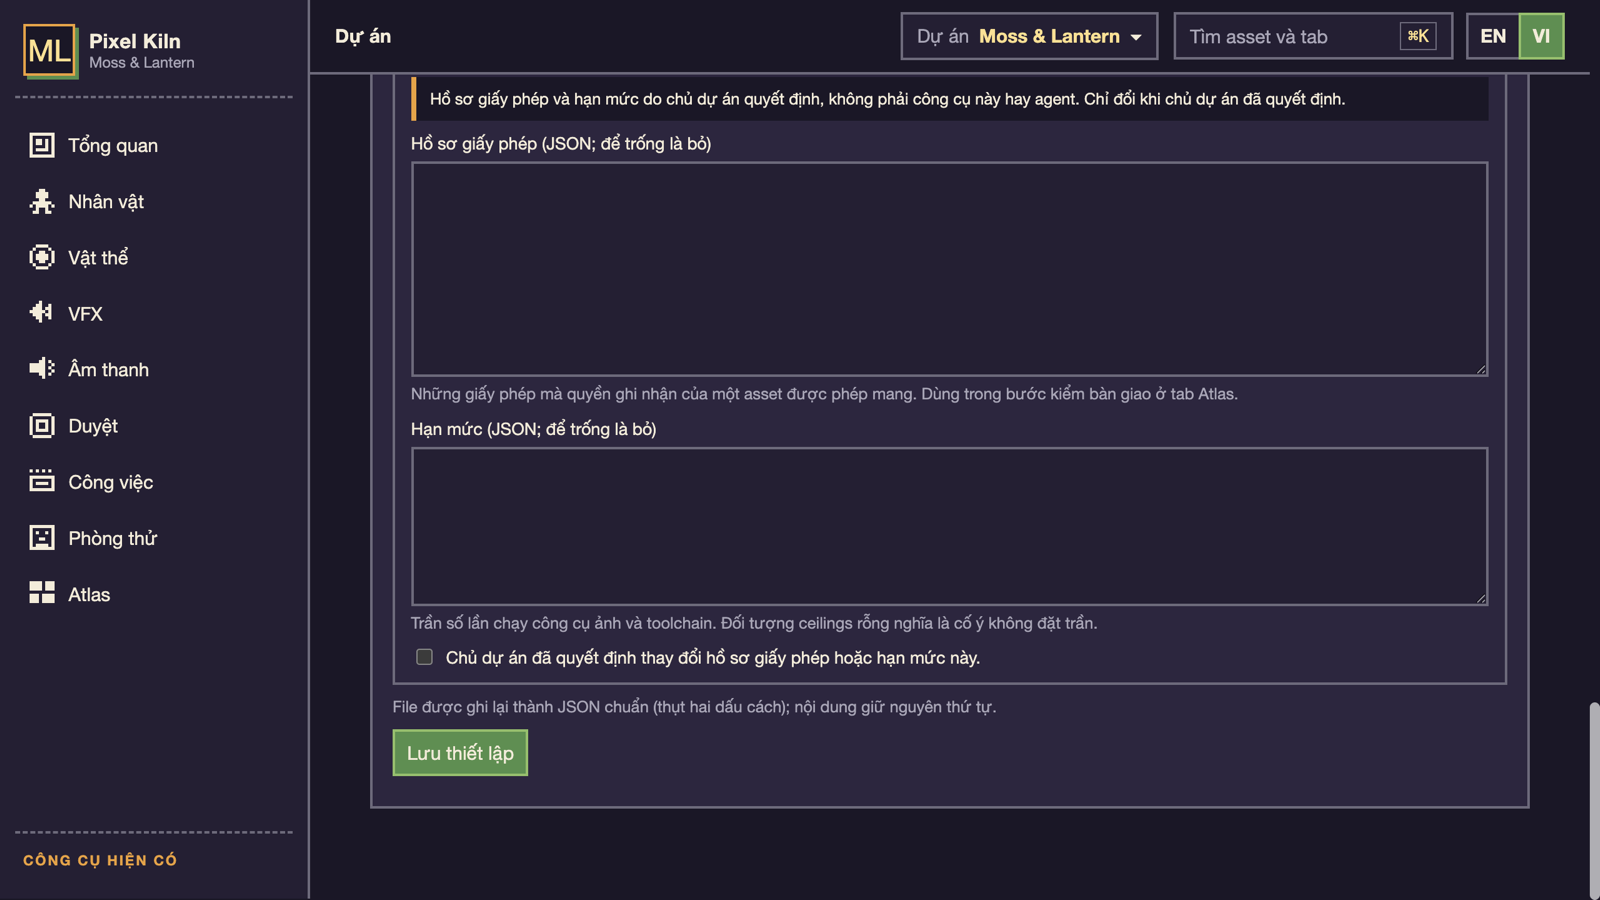 ML
Pixel Kiln
Moss & Lantern
Tổng quan
Nhân vật
Vật thể
VFX
Âm thanh
Duyệt
Công việc
Phòng thử
Atlas
CÔNG CỤ HIỆN CÓ
Dự án
Dự án Moss & Lantern
Tìm asset và tab ⌘K
EN VI
Hồ sơ giấy phép và hạn mức do chủ dự án quyết định, không phải công cụ này hay agent. Chỉ đổi khi chủ dự án đã quyết định.
Hồ sơ giấy phép (JSON; để trống là bỏ)
Những giấy phép mà quyền ghi nhận của một asset được phép mang. Dùng trong bước kiểm bàn giao ở tab Atlas.
Hạn mức (JSON; để trống là bỏ)
Trần số lần chạy công cụ ảnh và toolchain. Đối tượng ceilings rỗng nghĩa là cố ý không đặt trần.
Chủ dự án đã quyết định thay đổi hồ sơ giấy phép hoặc hạn mức này.
File được ghi lại thành JSON chuẩn (thụt hai dấu cách); nội dung giữ nguyên thứ tự.
Lưu thiết lập